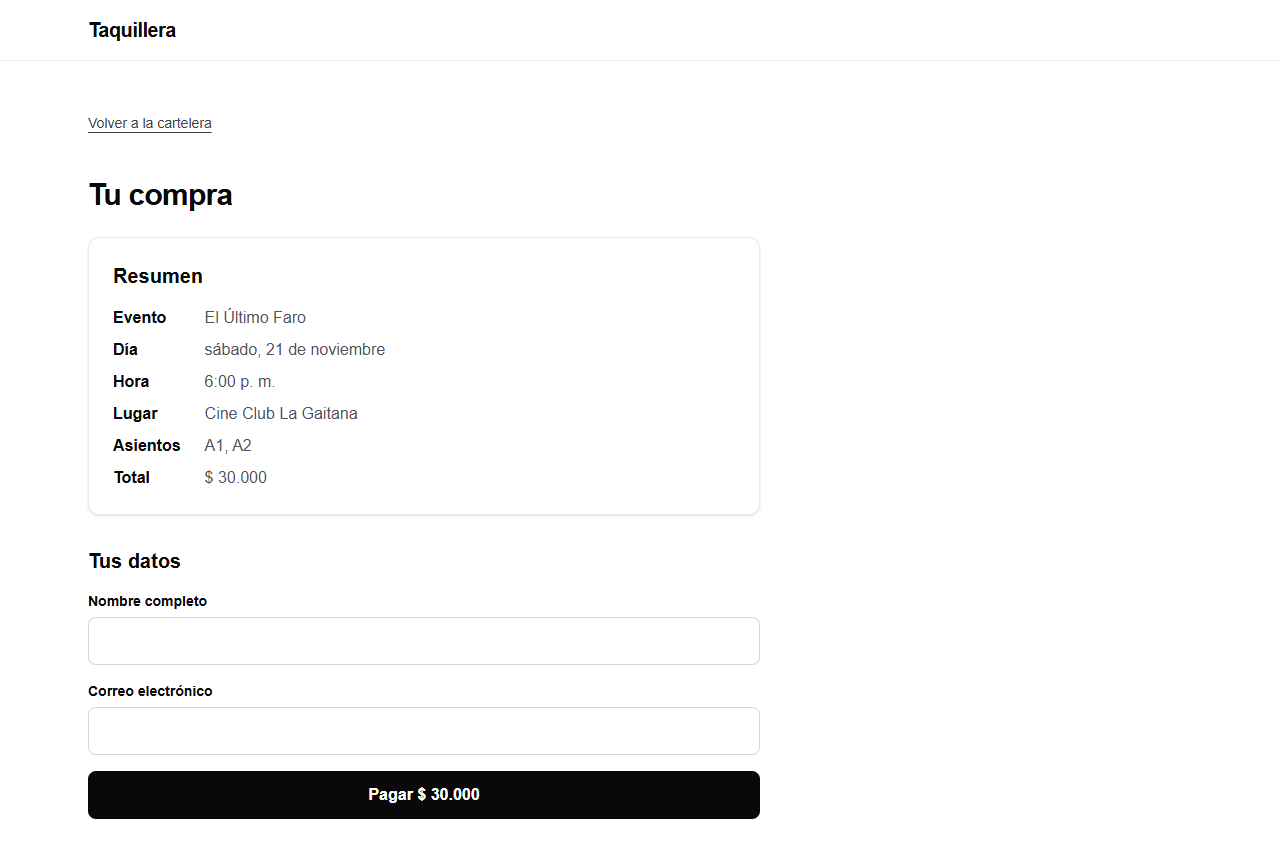 Taquillera
Volver a la cartelera
Tu compra
Resumen
Evento El Último Faro
Día sábado, 21 de noviembre
Hora 6:00 p. m.
Lugar Cine Club La Gaitana
Asientos A1, A2
Total $ 30.000
Tus datos
Nombre completo
Correo electrónico
Pagar $ 30.000